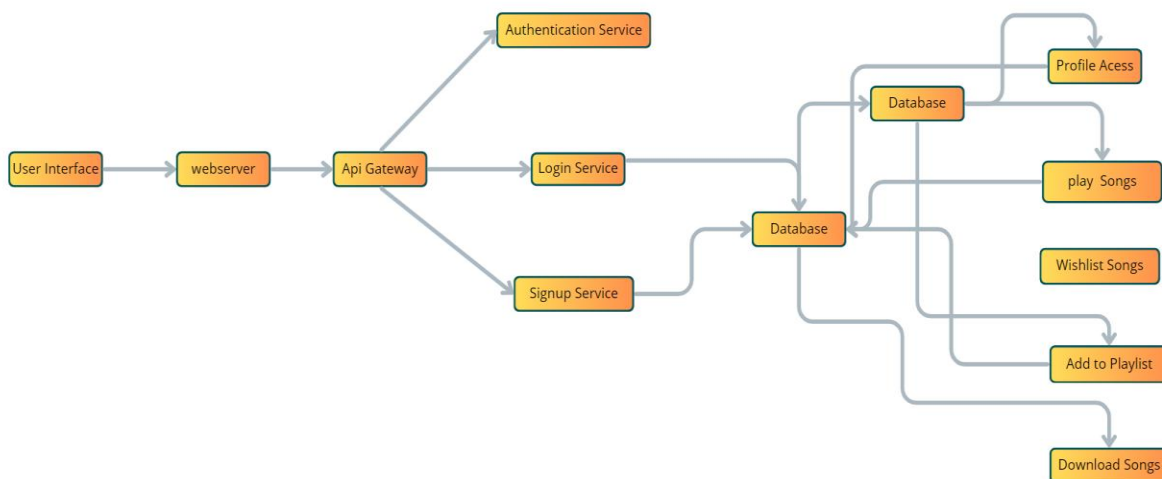 Authentication Service
Profile Acess
Database
User Interface
webserver
Api Gateway
Login Service
play Songs
Database
Wishlist Songs
Signup Service
Add to Playlist
Download Songs